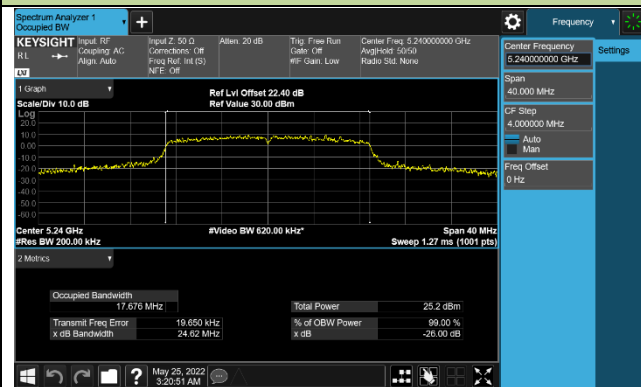 Spectrum Analyzer 1
Occupied BW
+
Frequency
KEYSIGHT
RL
LXI
Input: RF
Coupling: AC
Align: Auto
Input Z: 50 Ω
Corrections: Off
Freq Ref: Int (S)
NFE: Off
Atten: 20 dB
Trig: Free Run
Gate: Off
#IF Gain: Low
Center Freq: 5.240000000 GHz
Avg|Hold: 50/50
Radio Std: None
Center Frequency
5.240000000 GHz
Settings
Span
40.000 MHz
CF Step
4.000000 MHz
Auto
Man
Freq Offset
0 Hz
1 Graph
Scale/Div 10.0 dB
Ref Lvl Offset 22.40 dB
Ref Value 30.00 dBm
Log
20.0
10.0
0.00
-10.0
-20.0
-30.0
-40.0
-50.0
-60.0
Center 5.24 GHz
#Video BW 620.00 kHz*
Span 40 MHz
#Res BW 200.00 kHz
Sweep 1.27 ms (1001 pts)
2 Metrics
Occupied Bandwidth
17.676 MHz
Total Power
25.2 dBm
Transmit Freq Error
19.650 kHz
% of OBW Power
99.00 %
x dB Bandwidth
24.62 MHz
x dB
-26.00 dB
?
May 25, 2022
3:20:51 AM